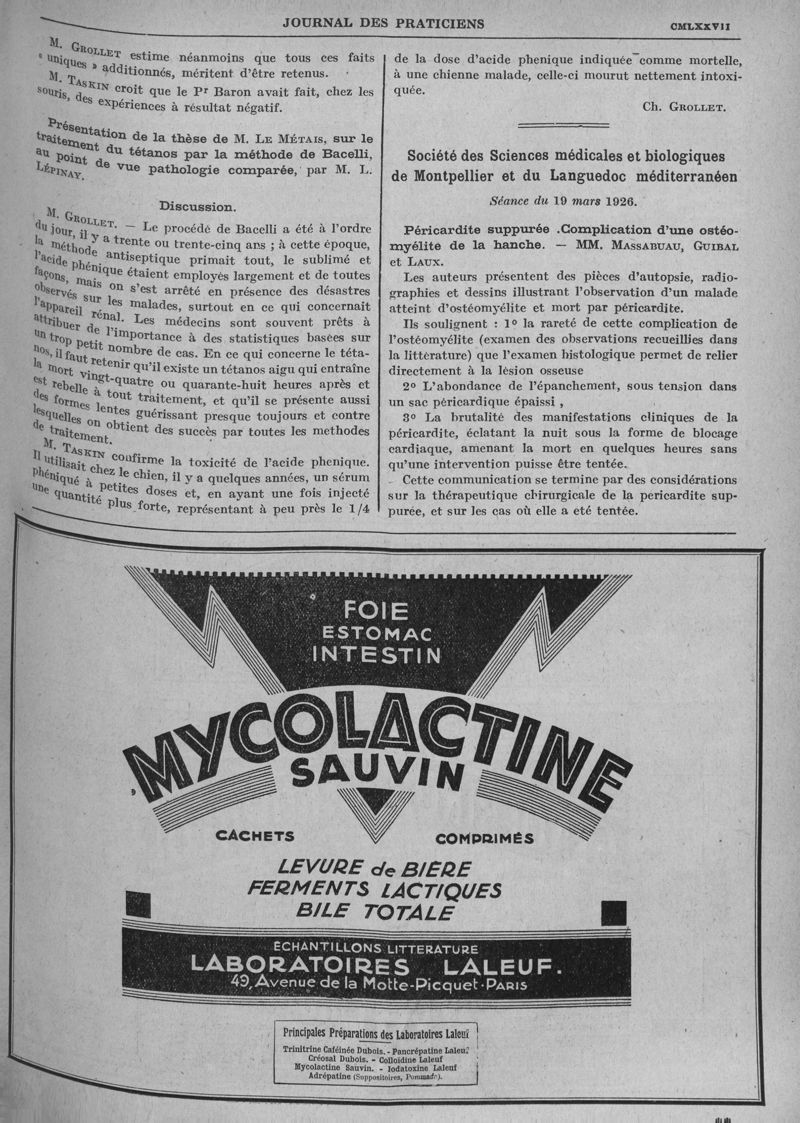 JOURNAL DES PRATICIENS
CMLXXVII
M. GROLLET estime néanmoins que tous ces faits
« uniques » additionnés, méritent d'être retenus.
M. TASKIN croit que le Pr Baron avait fait, chez les
souris, des expériences à résultat négatif.
Présentation de la thèse de M. LE MÉTAIS, sur le
traitement du tétanos par la méthode de Bacelli,
au point de vue pathologie comparée, par M. L.
LÉPINAY.
Discussion.
M. GROLLET. — Le procédé de Bacelli a été à l'ordre
du jour, il y a trente ou trente-cinq ans ; à cette époque,
la méthode antiseptique primait tout, le sublimé et
l'acide phénique étaient employés largement et de toutes
façons, mais on s'est arrêté en présence des désastres
observés sur les malades, surtout en ce qui concernait
l'appareil rénal. Les médecins sont souvent prêts à
attribuer de l'importance à des statistiques basées sur
un trop petit nombre de cas. En ce qui concerne le téta-
nos, il faut retenir qu'il existe un tétanos aigu qui entraîne
la mort vingt-quatre ou quarante-huit heures après et
est rebelle à tout traitement, et qu'il se présente aussi
des formes lentes guérissant presque toujours et contre
lesquelles on obtient des succès par toutes les methodes
de traitement.
M. TASKIN confirme la toxicité de l'acide phenique.
Il utilisait chez le chien, il y a quelques années, un sérum
phéniqué à petites doses et, en ayant une fois injecté
une quantité plus forte, représentant à peu près le 1/4
de la dose d'acide phenique indiquée comme mortelle,
à une chienne malade, celle-ci mourut nettement intoxi-
quée.
Ch. GROLLET.
Société des Sciences médicales et biologiques
de Montpellier et du Languedoc méditerranéen
Séance du 19 mars 1926.
Péricardite suppurée .Complication d'une ostéo-
myélite de la hanche. — MM. MASSABUAU, GUIBAL
et LAUX.
Les auteurs présentent des pièces d'autopsie, radio-
graphies et dessins illustrant l'observation d'un malade
atteint d'ostéomyélite et mort par péricardite.
Ils soulignent : 1º la rareté de cette complication de
l'ostéomyélite (examen des observations recueillies dans
la littérature) que l'examen histologique permet de relier
directement à la lésion osseuse
2º L'abondance de l'épanchement, sous tension dans
un sac péricardique épaissi ,
3º La brutalité des manifestations cliniques de la
péricardite, éclatant la nuit sous la forme de blocage
cardiaque, amenant la mort en quelques heures sans
qu'une intervention puisse être tentée.
Cette communication se termine par des considérations
sur la thérapeutique chirurgicale de la pericardite sup-
purée, et sur les cas où elle a eté tentée.
FOIE
ESTOMAC
INTESTIN
MYCOLACTINE
SAUVIN
CACHETS
COMPRIMÉS
LEVURE de BIÈRE
FERMENTS LACTIQUES
BILE TOTALE
ÉCHANTILLONS LITTÉRATURE
LABORATOIRES LALEUF.
49, Avenue de la Motte-Picquet-PARIS
Principales Préparations des Laboratoires Laleuf
Trinitrine Caféinée Dubois. - Pancrépatine Laleuf
Créosal Dubois. - Colloïdine Laleuf
Mycolactine Sauvin. - Iodatoxine Laleuf
Adrépatine (Suppositoires, Pommade).